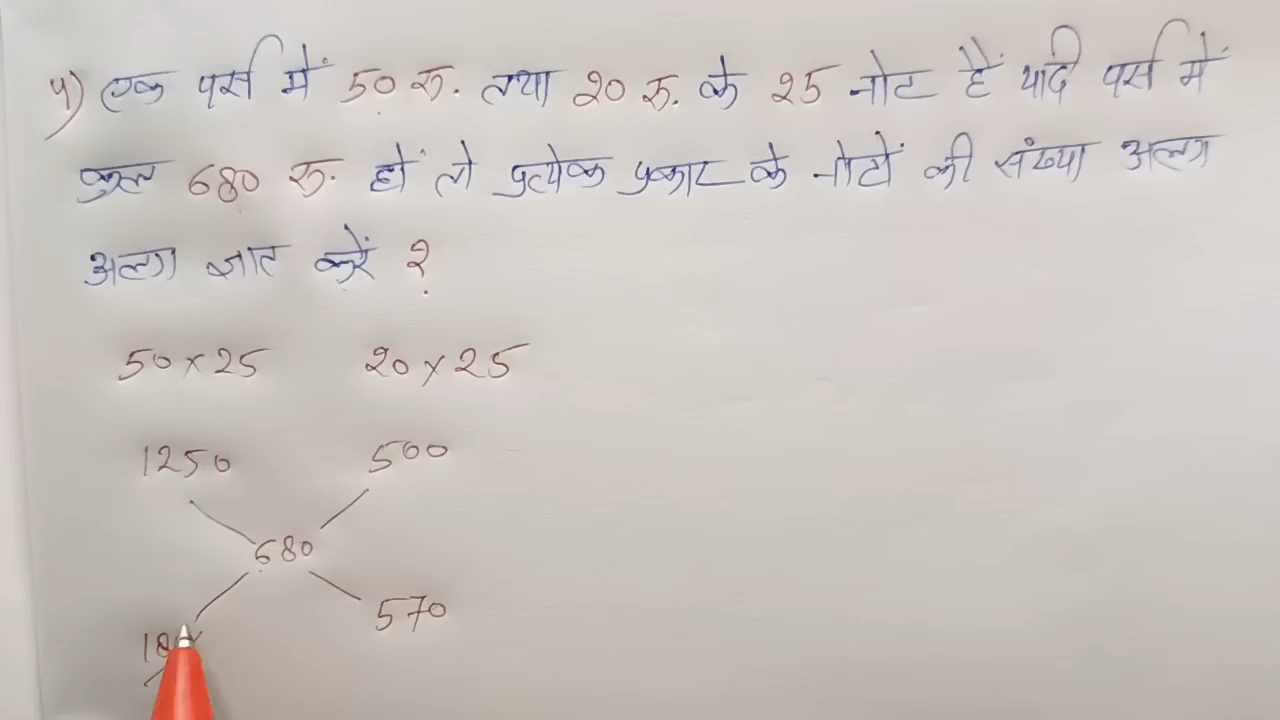 ५) एक पर्स में 50 रु. तथा 20 रु. के 25 नोट हैं यदि पर्स में
कुल 680 रु. हों तो प्रत्येक प्रकार के नोटों की संख्या अलग
अलग ज्ञात करें ?
50 x 25 20 x 25
1250 500
680
570